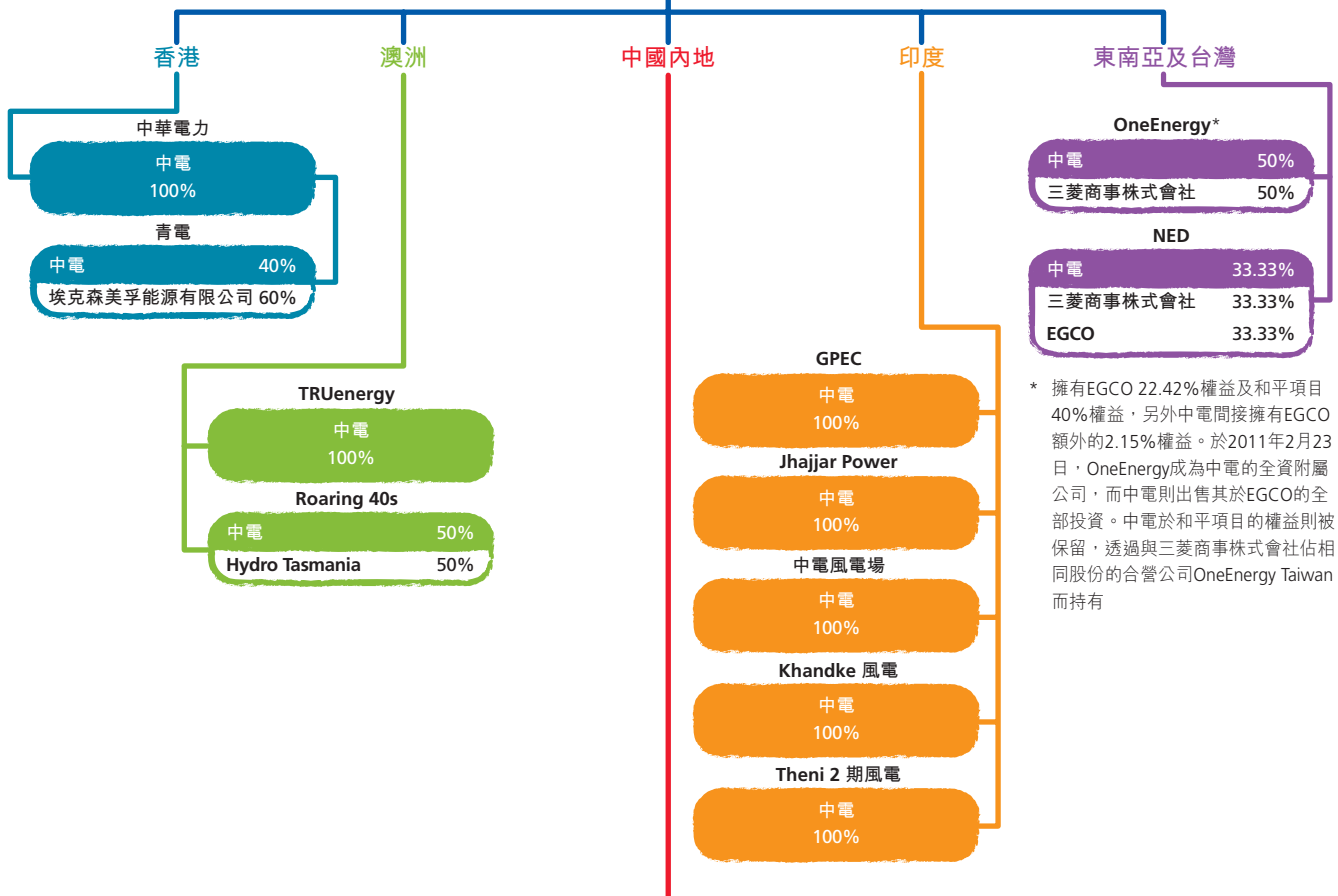 香港
澳洲
中國內地
印度
東南亞及台灣
中華電力
中電
100%
青電
中電 40%
埃克森美孚能源有限公司 60%
TRUenergy
中電
100%
Roaring 40s
中電 50%
Hydro Tasmania 50%
GPEC
中電
100%
Jhajjar Power
中電
100%
中電風電場
中電
100%
Khandke 風電
中電
100%
Theni 2 期風電
中電
100%
OneEnergy*
中電 50%
三菱商事株式會社 50%
NED
中電 33.33%
三菱商事株式會社 33.33%
EGCO 33.33%
* 擁有EGCO 22.42%權益及和平項目
40%權益，另外中電間接擁有EGCO
額外的2.15%權益。於2011年2月23
日，OneEnergy成為中電的全資附屬
公司，而中電則出售其於EGCO的全
部投資。中電於和平項目的權益則被
保留，透過與三菱商事株式會社佔相
同股份的合營公司OneEnergy Taiwan
而持有